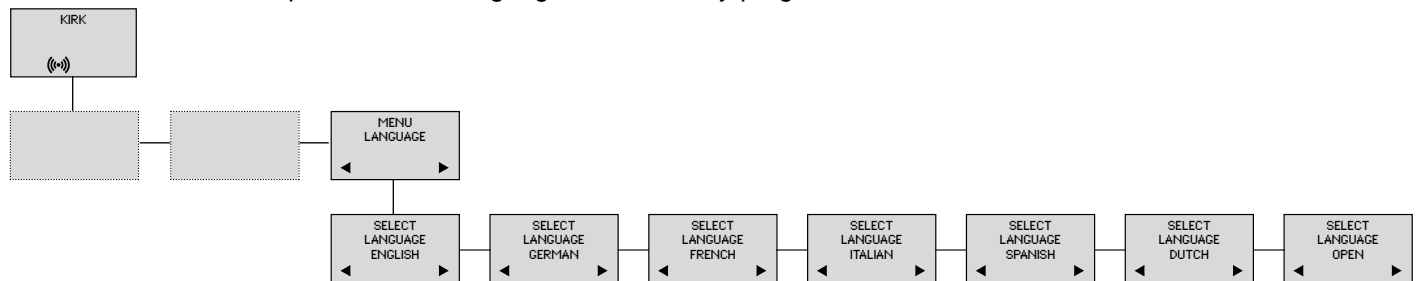 KIRK
MENU
LANGUAGE
SELECT
LANGUAGE
ENGLISH
SELECT
LANGUAGE
GERMAN
SELECT
LANGUAGE
FRENCH
SELECT
LANGUAGE
ITALIAN
SELECT
LANGUAGE
SPANISH
SELECT
LANGUAGE
DUTCH
SELECT
LANGUAGE
OPEN